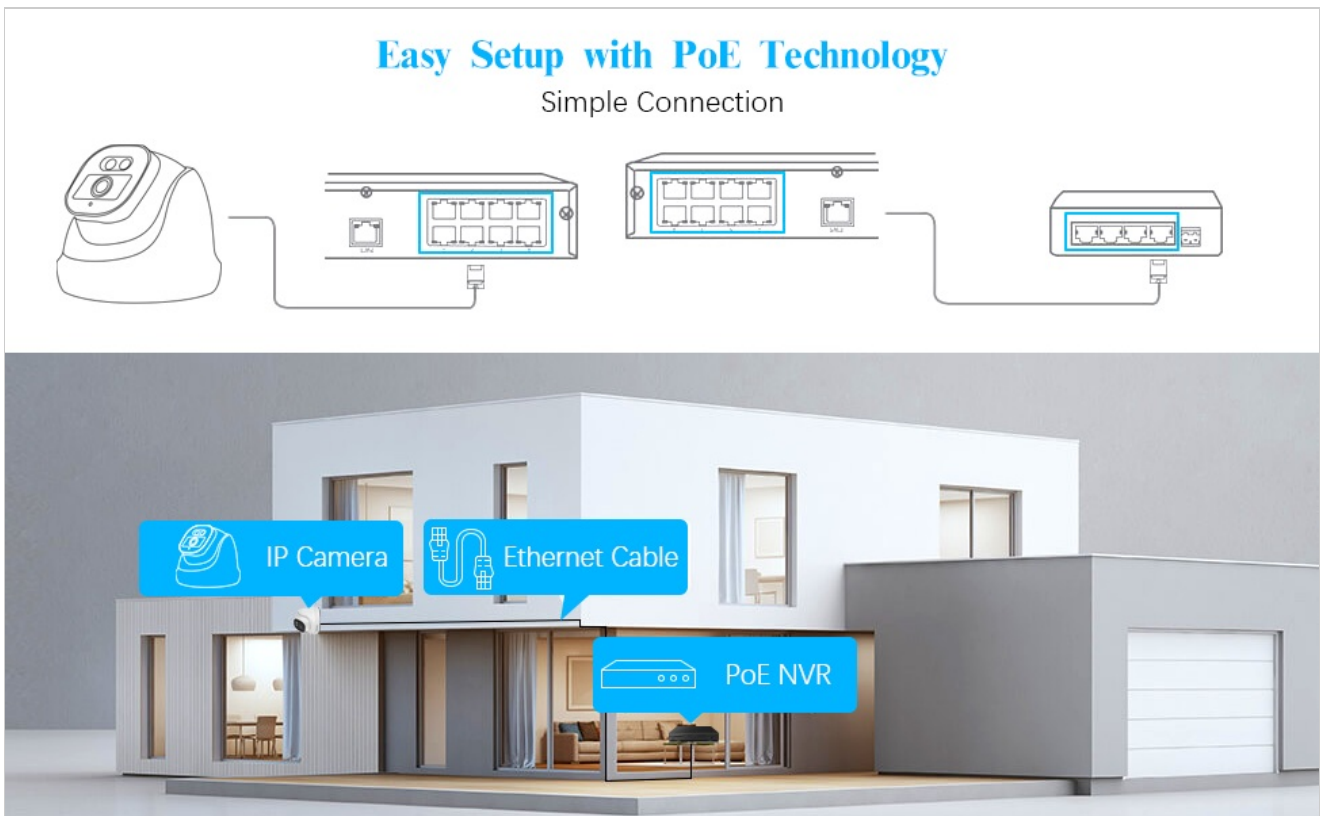 Easy Setup with PoE Technology
Simple Connection
IP Camera
Ethernet Cable
PoE NVR